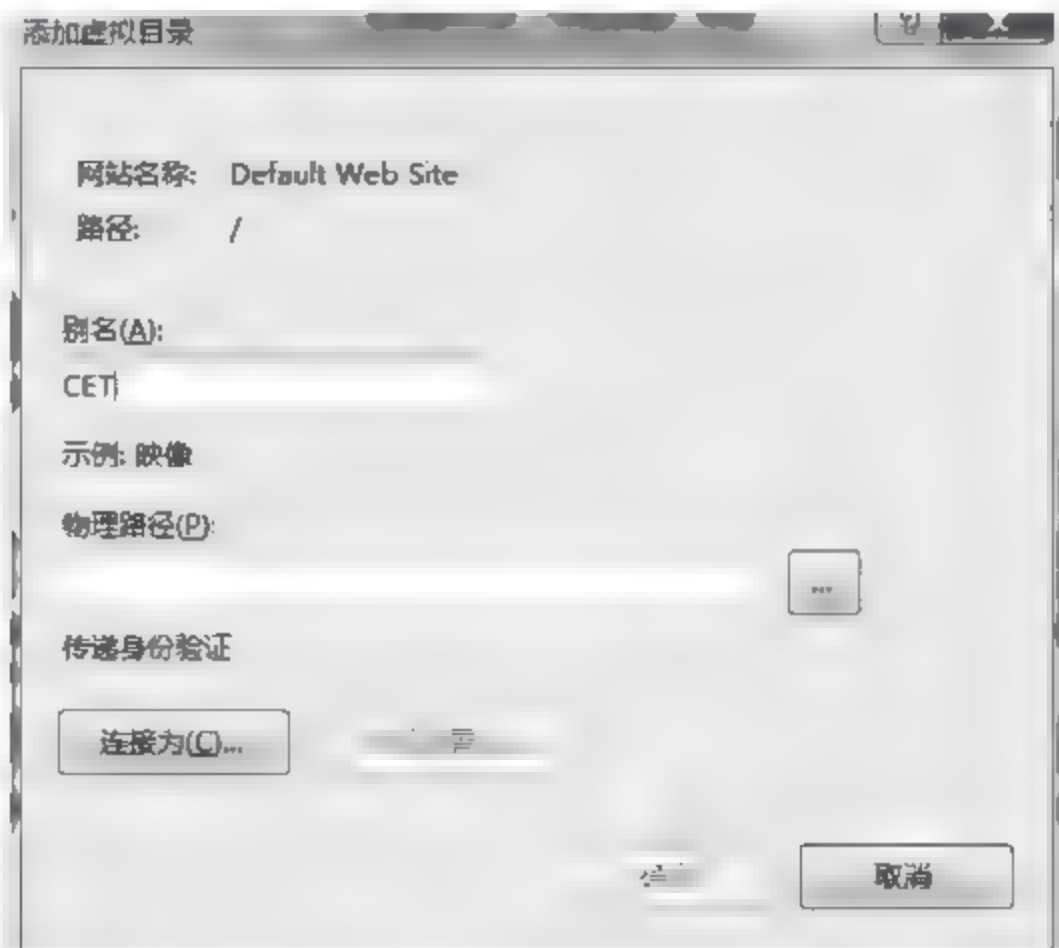 添加虚拟目录
网站名称: Default Web Site
路径: /
别名(A):
CET
示例: 映像
物理路径(P):
...
传递身份验证
连接为(C)...
取消